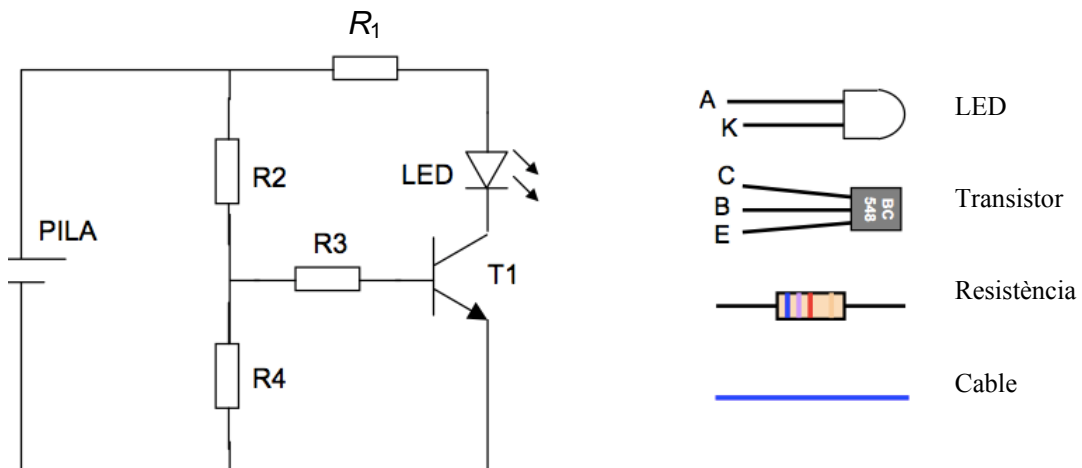 R1
R2
LED
PILA
R3
T1
R4
A
K
LED
C
B
E
BC
548
Transistor
Resistència
Cable